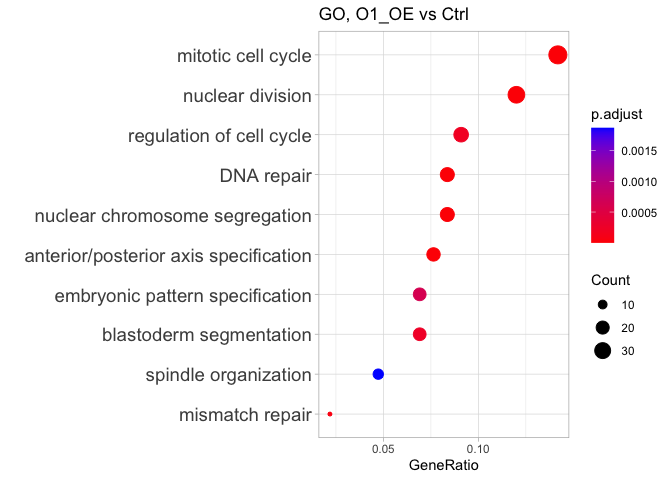 GO, O1_OE vs Ctrl
mitotic cell cycle
nuclear division
regulation of cell cycle
DNA repair
nuclear chromosome segregation
anterior/posterior axis specification
embryonic pattern specification
blastoderm segmentation
spindle organization
mismatch repair
0.05
0.10
GeneRatio
p.adjust
0.0015
0.0010
0.0005
Count
10
20
30